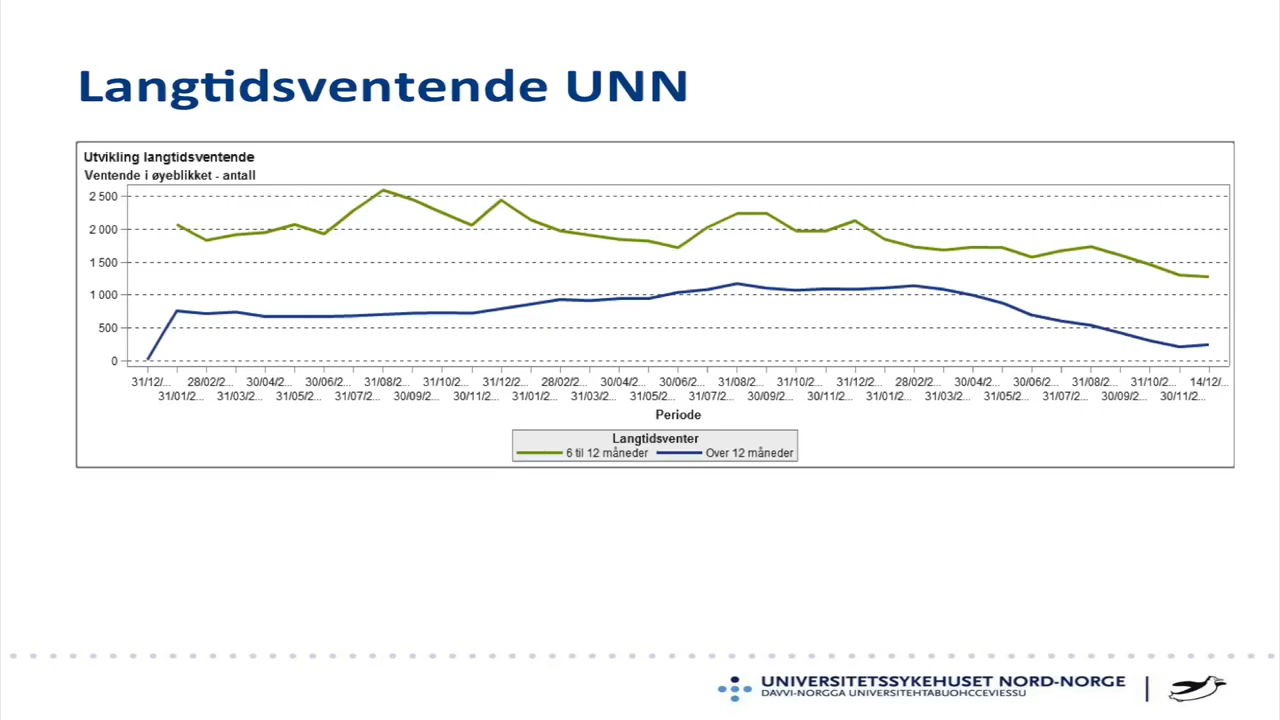 Langtidsventende UNN
Utvikling langtidsventende
Ventende i øyeblikket - antall
2 500
2 000
1 500
1 000
500
0
31/12/... 28/02/2... 30/04/2... 30/06/2... 31/08/2... 31/10/2... 31/12/2... 28/02/2... 30/04/2... 30/06/2... 31/08/2... 31/10/2... 31/12/2... 28/02/2... 30/04/2... 30/06/2... 31/08/2... 31/10/2... 14/12/...
31/01/2... 31/03/2... 31/05/2... 31/07/2... 30/09/2... 30/11/2... 31/01/2... 31/03/2... 31/05/2... 31/07/2... 30/09/2... 30/11/2... 31/01/2... 31/03/2... 31/05/2... 31/07/2... 30/09/2... 30/11/2...
Periode
Langtidsventer
6 til 12 måneder Over 12 måneder
UNIVERSITETSSYKEHUSET NORD-NORGE
DAVVI-NORGGA UNIVERSITEHTABUOHCCEVIESSU